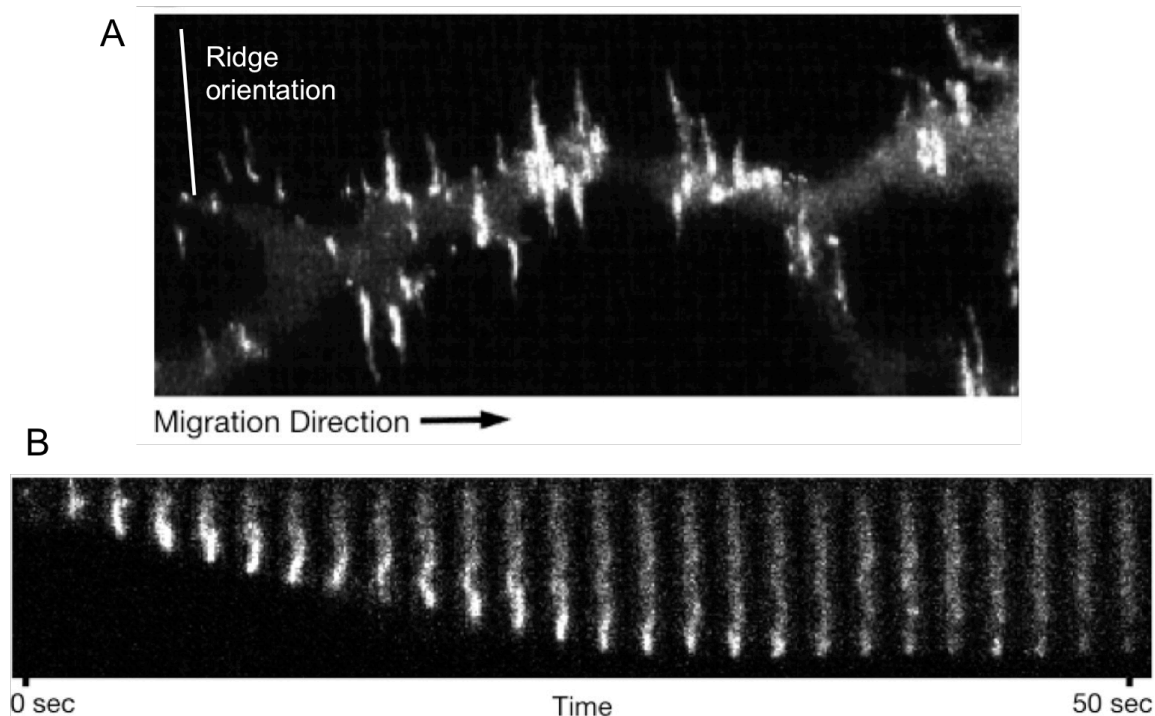 A
Ridge
orientation
Migration Direction
B
0 sec
Time
50 sec